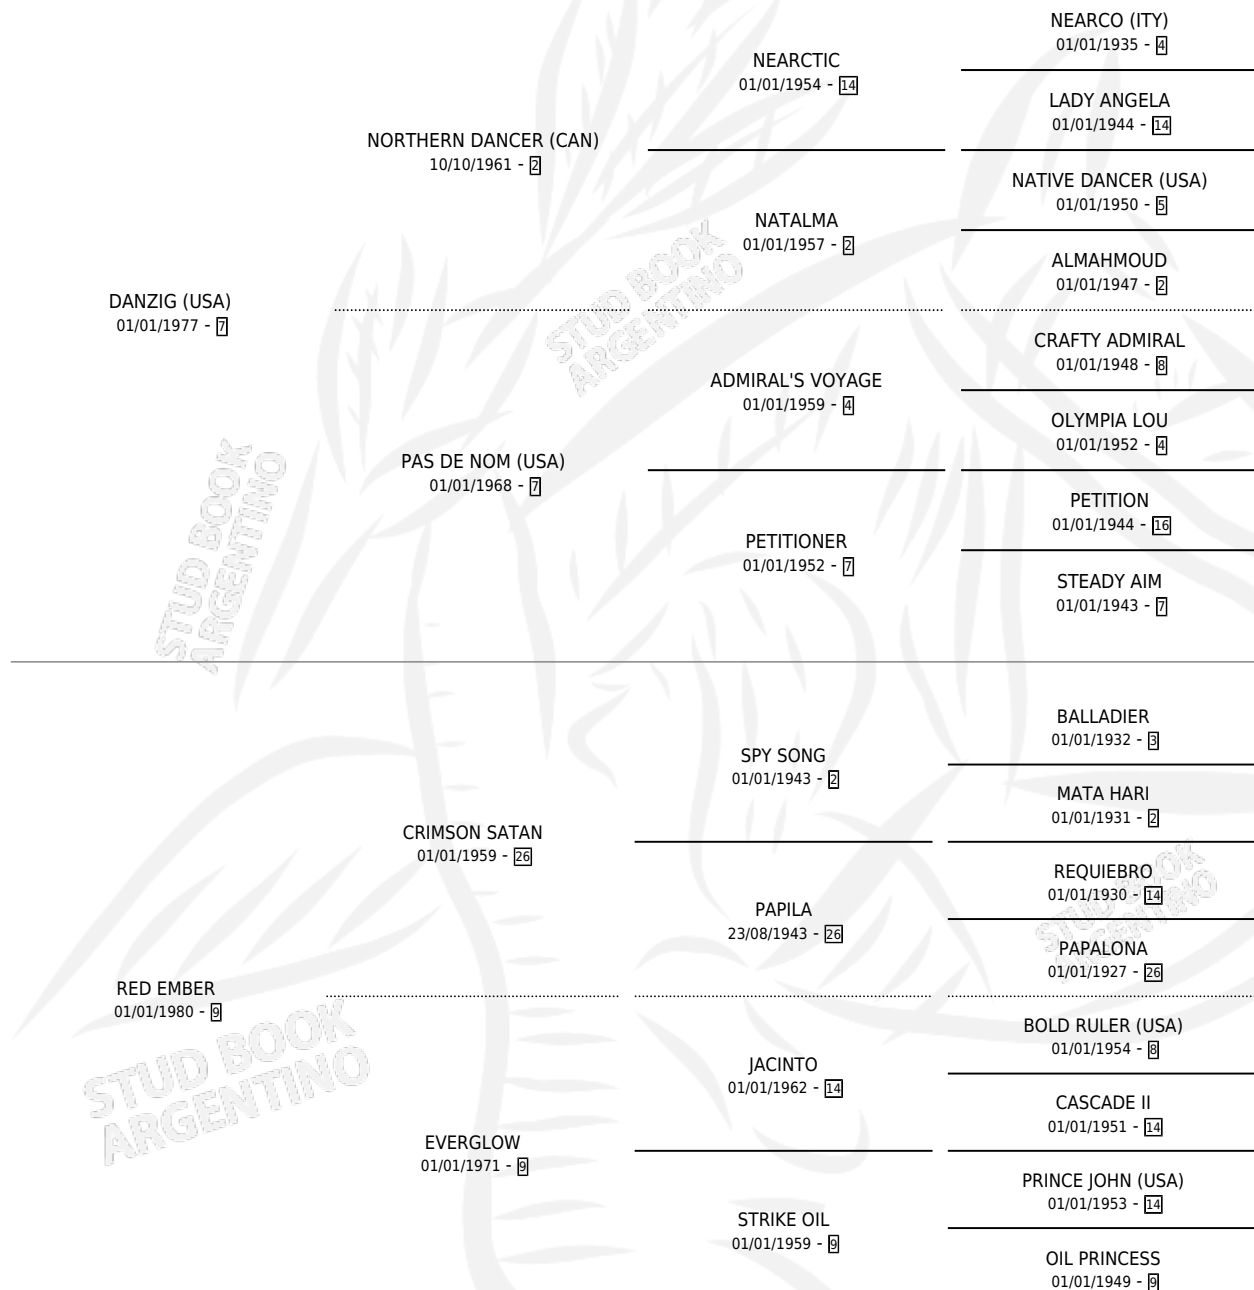 NEARCO (ITY)
01/01/1935 - 4
NEARCTIC
01/01/1954 - 14
LADY ANGELA
01/01/1944 - 14
NORTHERN DANCER (CAN)
10/10/1961 - 2
NATIVE DANCER (USA)
01/01/1950 - 5
NATALMA
01/01/1957 - 2
ALMAHMOUD
01/01/1947 - 2
DANZIG (USA)
01/01/1977 - 7
CRAFTY ADMIRAL
01/01/1948 - 8
ADMIRAL'S VOYAGE
01/01/1959 - 4
OLYMPIA LOU
01/01/1952 - 4
PAS DE NOM (USA)
01/01/1968 - 7
PETITION
01/01/1944 - 16
PETITIONER
01/01/1952 - 7
STEADY AIM
01/01/1943 - 7
BALLADIER
01/01/1932 - 3
SPY SONG
01/01/1943 - 2
MATA HARI
01/01/1931 - 2
CRIMSON SATAN
01/01/1959 - 26
REQUIEBRO
01/01/1930 - 14
PAPILA
23/08/1943 - 26
PAPALONA
01/01/1927 - 26
RED EMBER
01/01/1980 - 9
BOLD RULER (USA)
01/01/1954 - 8
JACINTO
01/01/1962 - 14
CASCADE II
01/01/1951 - 14
EVERGLOW
01/01/1971 - 9
PRINCE JOHN (USA)
01/01/1953 - 14
STRIKE OIL
01/01/1959 - 9
OIL PRINCESS
01/01/1949 - 9
STUD BOOK
ARGENTINO
STUD BOOK
ARGENTINO
STUD BOOK
ARGENTINO
STUD BOOK
ARGENTINO